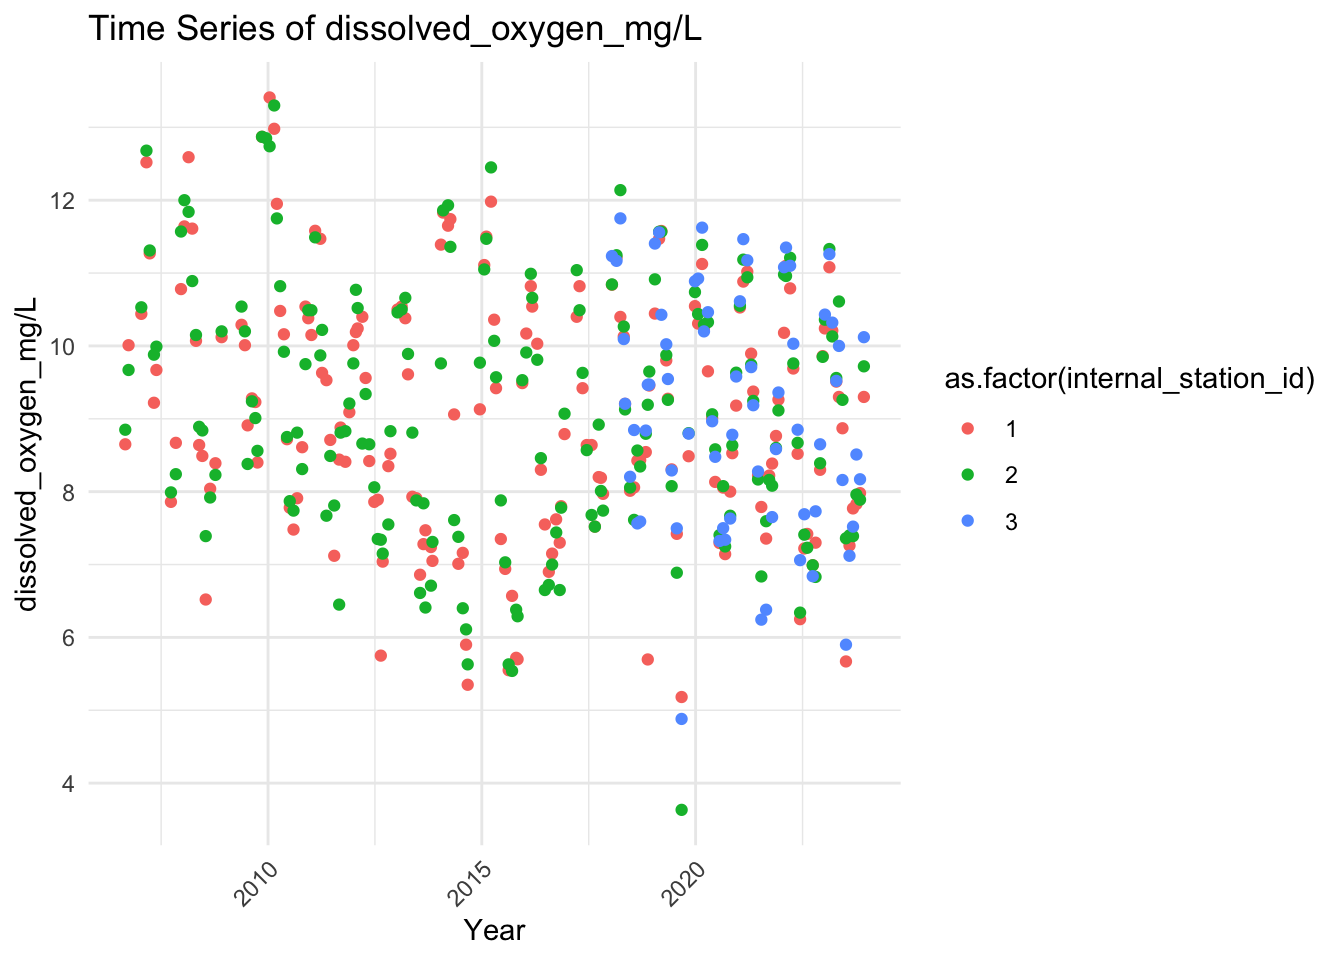 Time Series of dissolved_oxygen_mg/L
dissolved_oxygen_mg/L
12
10
8
6
4
2010
2015
2020
Year
as.factor(internal_station_id)
1
2
3